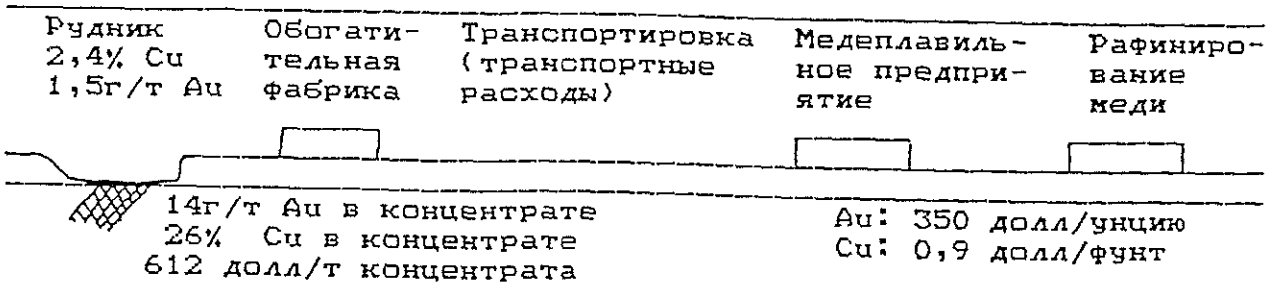 Рудник
2,4% Cu
1,5г/т Au
Обогати-
тельная
фабрика
Транспортировка
(транспортные
расходы)
Медеплавиль-
ное предпри-
ятие
Рафиниро-
вание
меди
14г/т Au в концентрате
26% Cu в концентрате
612 долл/т концентрата
Au: 350 долл/унцию
Cu: 0,9 долл/фунт